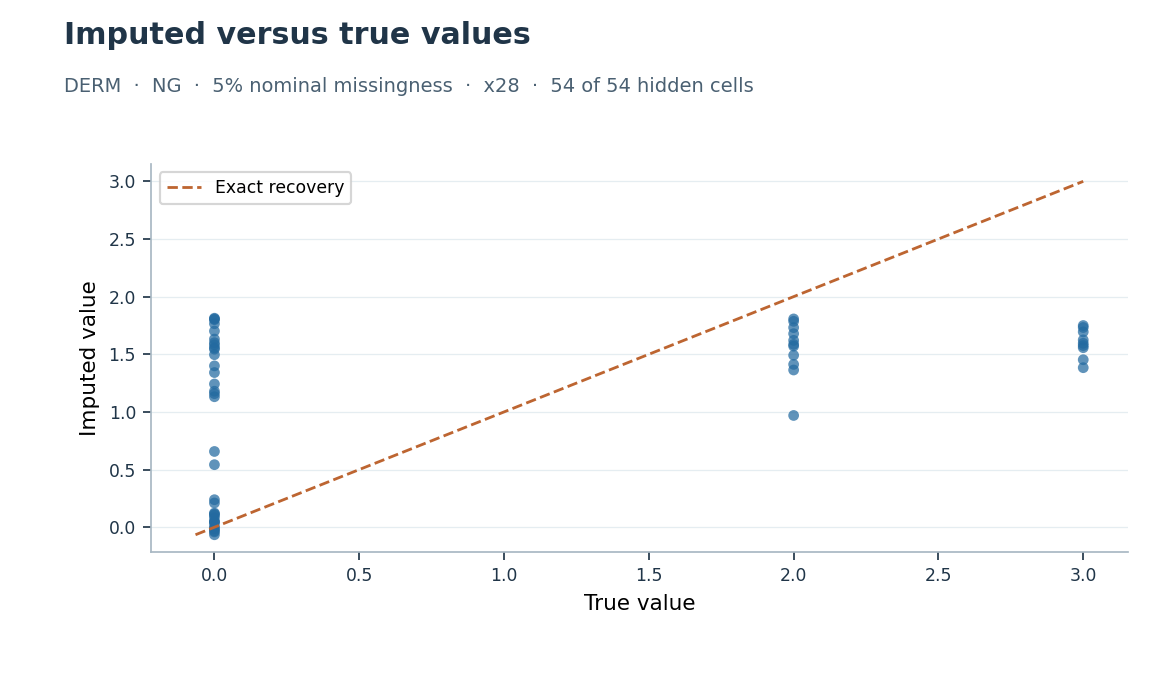 Imputed versus true values
DERM · NG · 5% nominal missingness · x28 · 54 of 54 hidden cells
Exact recovery
3.0
2.5
2.0
1.5
1.0
0.5
0.0
Imputed value
0.0 0.5 1.0 1.5 2.0 2.5 3.0
True value